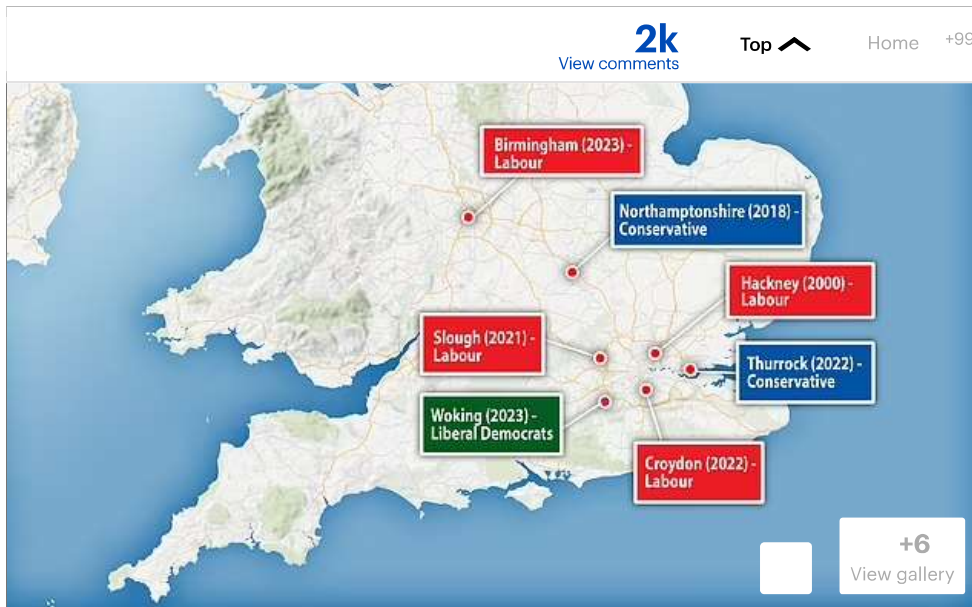 2k
View comments
Top
Home
+99
Birmingham (2023) -
Labour
Northamptonshire (2018) -
Conservative
Hackney (2000) -
Labour
Slough (2021) -
Labour
Thurrock (2022) -
Conservative
Woking (2023) -
Liberal Democrats
Croydon (2022) -
Labour
+6
View gallery